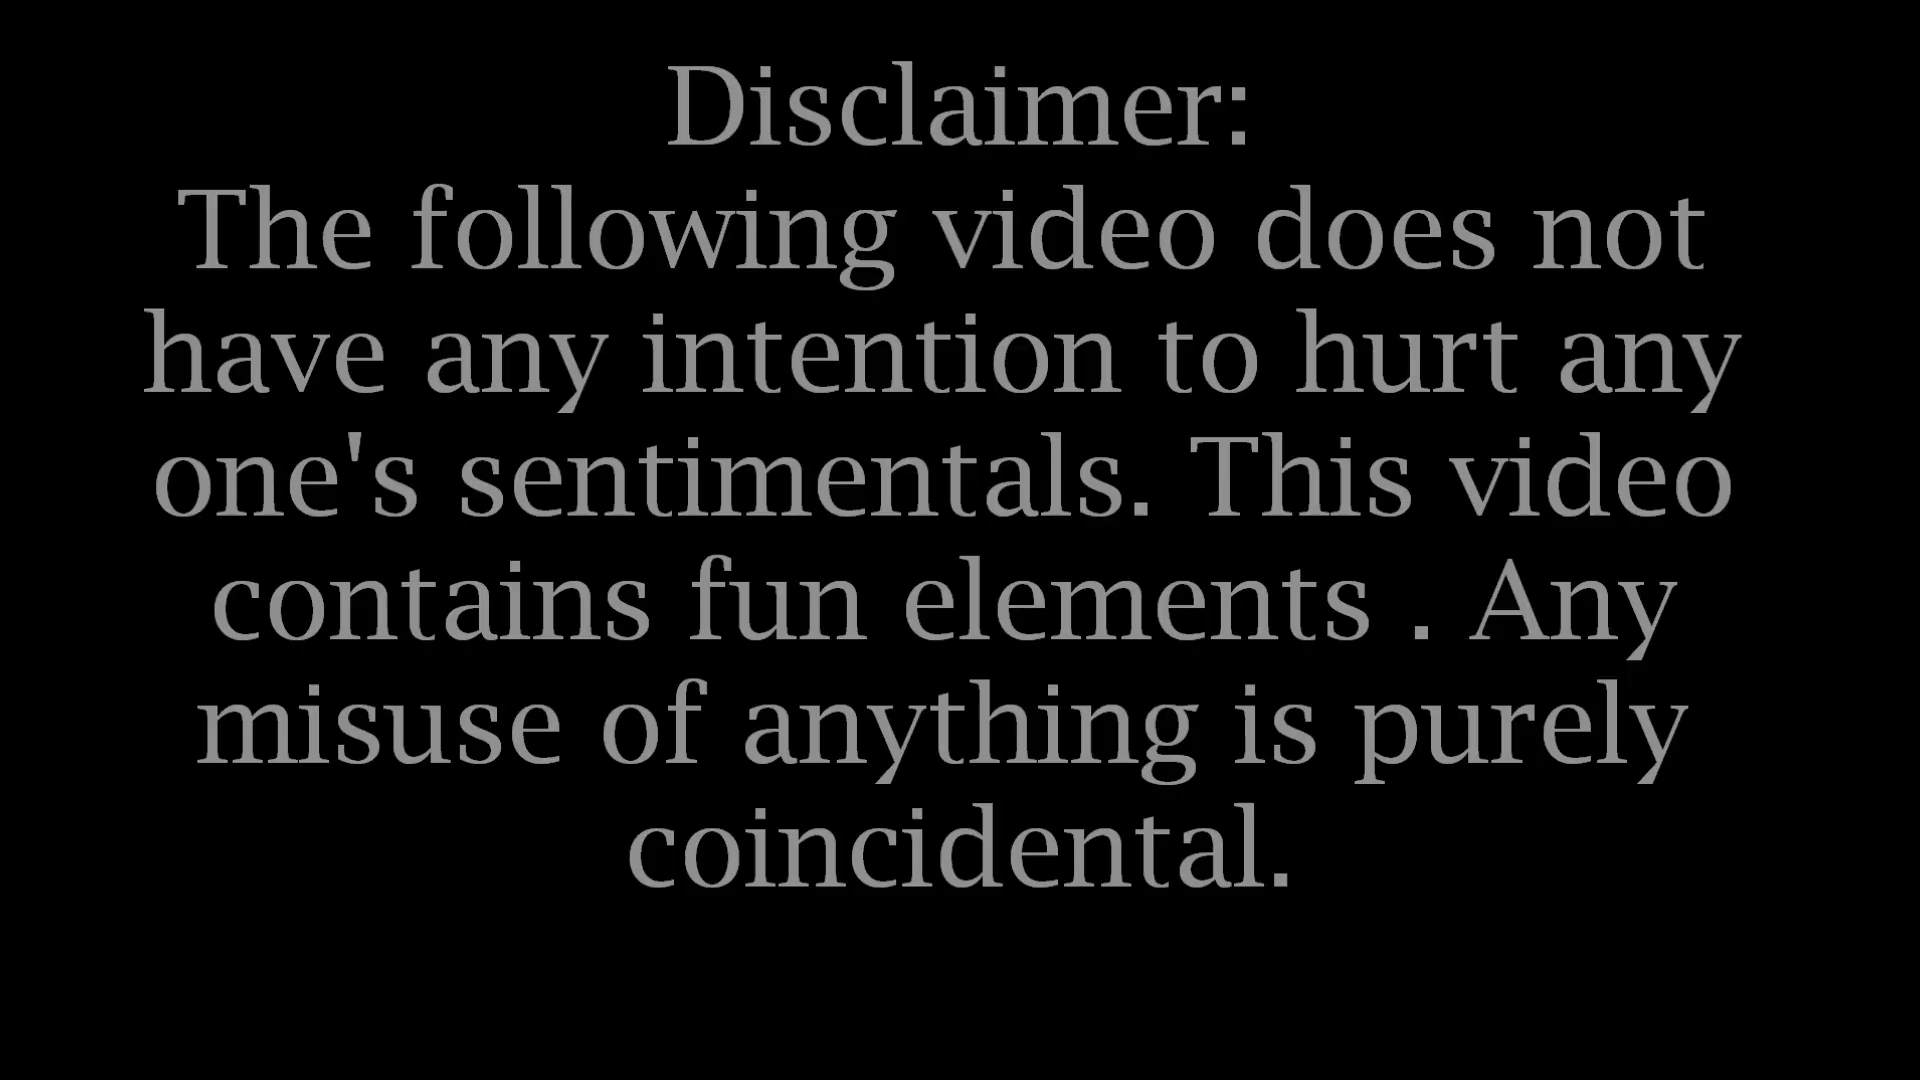 Disclaimer:
The following video does not
have any intention to hurt any
one's sentimentals. This video
contains fun elements . Any
misuse of anything is purely
coincidental.